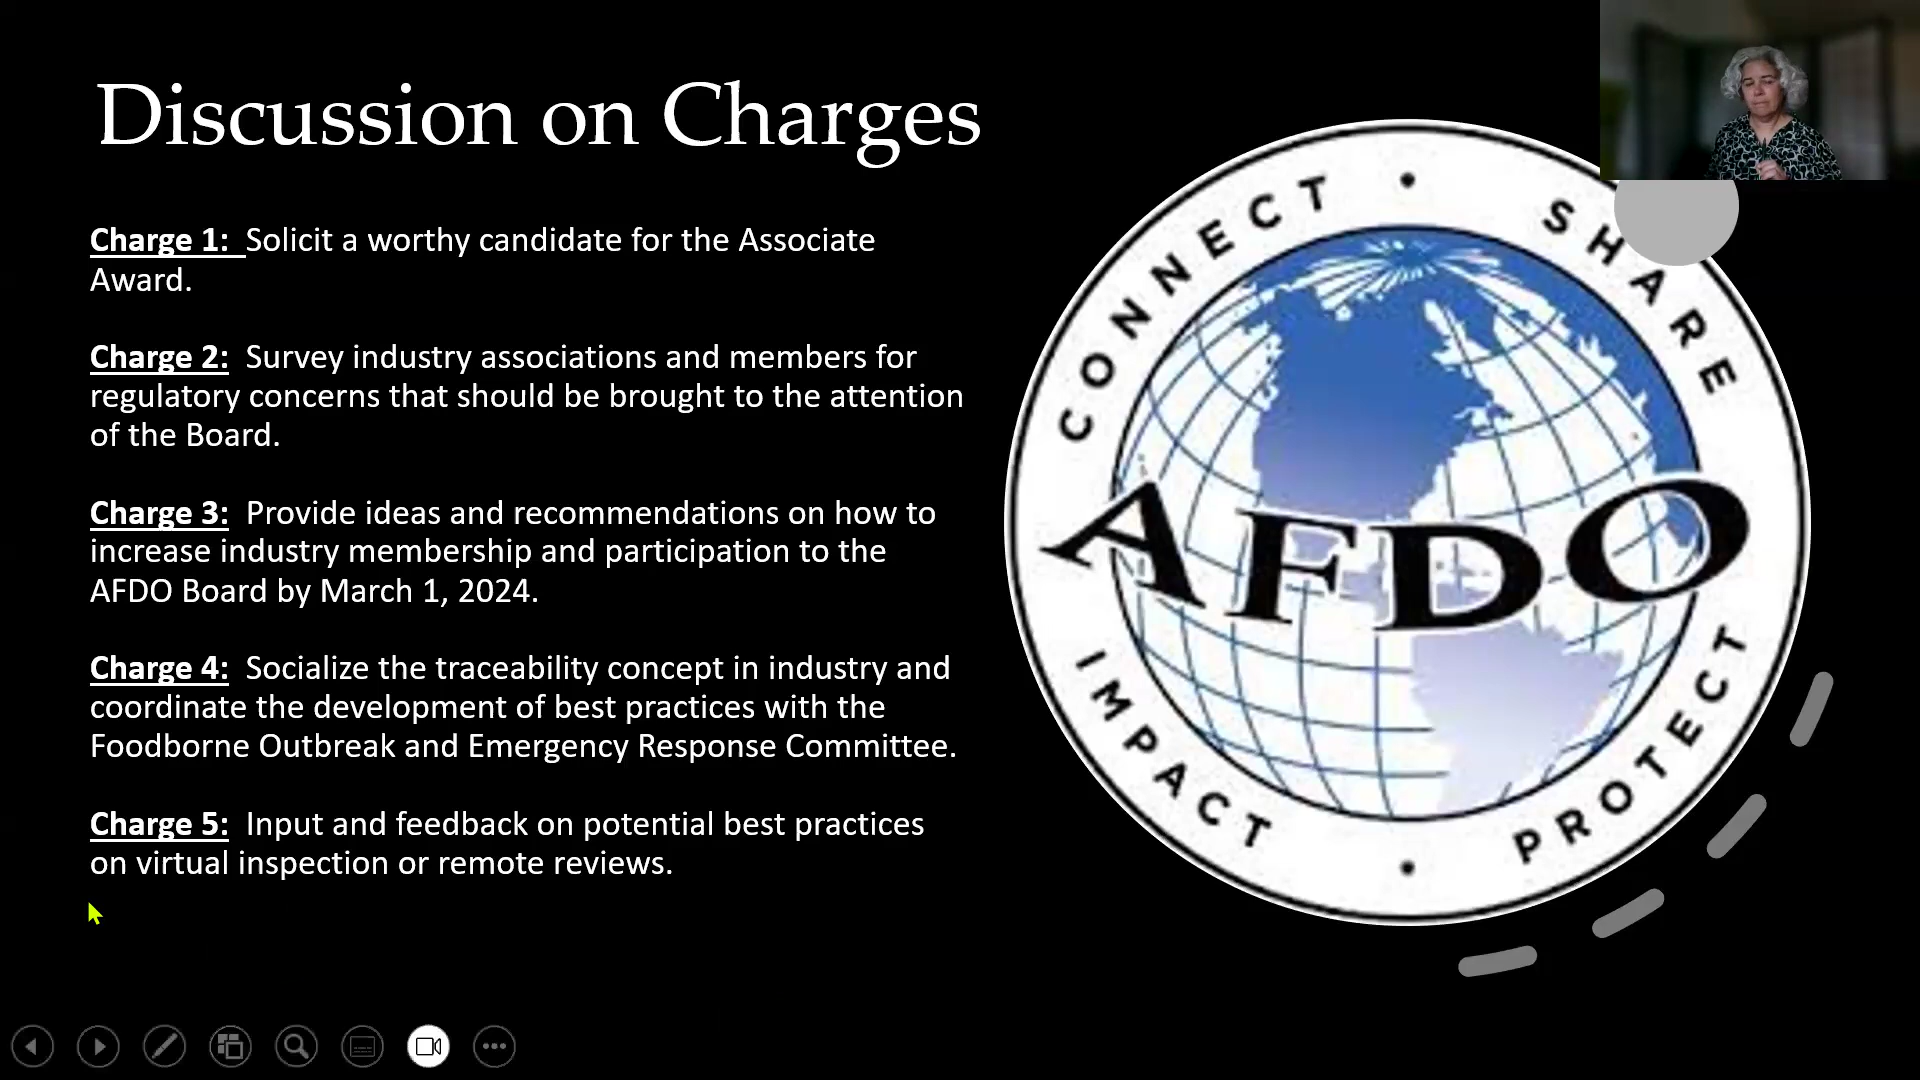 Discussion on Charges
Charge 1: Solicit a worthy candidate for the Associate
Award.
Charge 2: Survey industry associations and members for
regulatory concerns that should be brought to the attention
of the Board.
Charge 3: Provide ideas and recommendations on how to
increase industry membership and participation to the
AFDO Board by March 1, 2024.
Charge 4: Socialize the traceability concept in industry and
coordinate the development of best practices with the
Foodborne Outbreak and Emergency Response Committee.
Charge 5: Input and feedback on potential best practices
on virtual inspection or remote reviews.
CONNECT • SHARE
AFDO
IMPACT • PROTECT